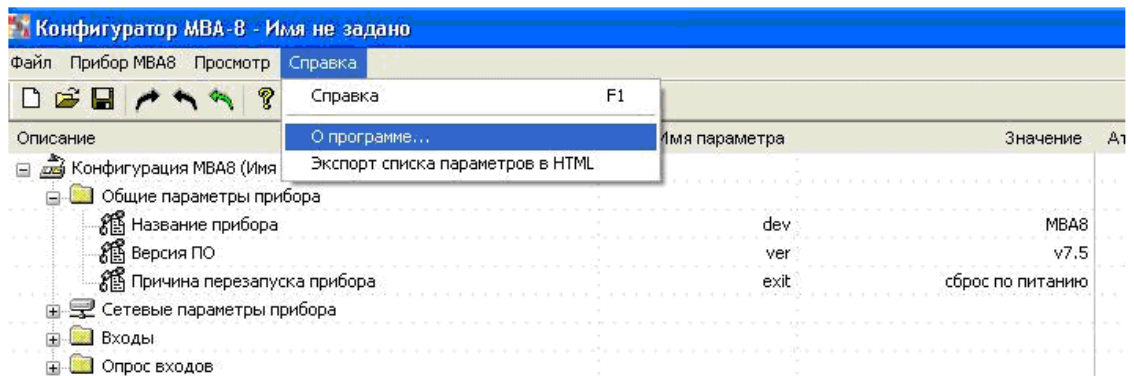 Конфигуратор МВА-8 - Имя не задано
Файл Прибор МВА8 Просмотр Справка
Справка F1
Описание О программе... Имя параметра Значение Ат
Конфигурация МВА8 (Имя Экспорт списка параметров в HTML
Общие параметры прибора
Название прибора dev МВА8
Версия ПО ver v7.5
Причина перезапуска прибора exit сброс по питанию
Сетевые параметры прибора
Входы
Опрос входов